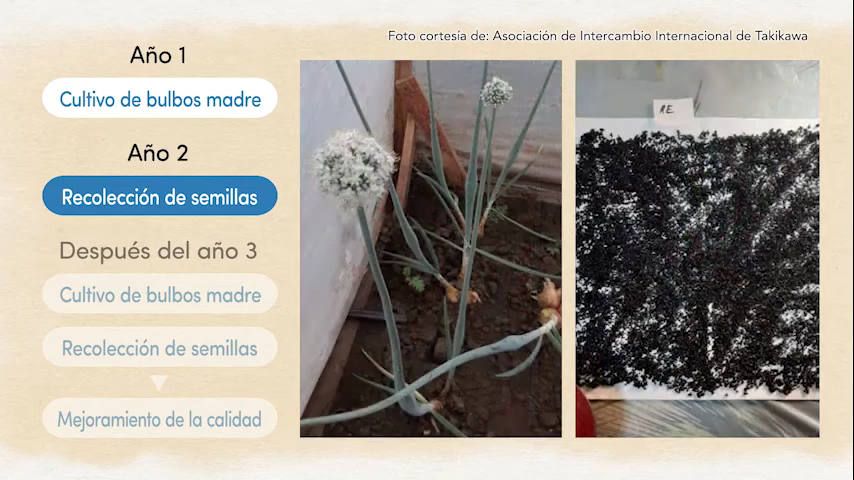 Foto cortesía de: Asociación de Intercambio Internacional de Takikawa
Año 1
Cultivo de bulbos madre
Año 2
Recolección de semillas
Después del año 3
Cultivo de bulbos madre
Recolección de semillas
Mejoramiento de la calidad